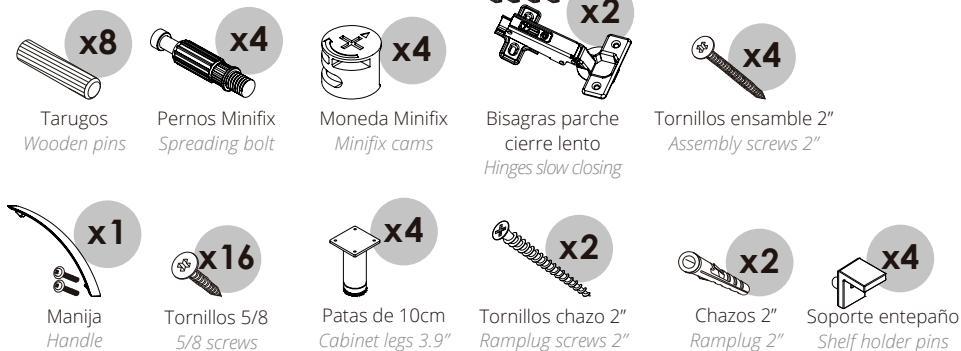 x8
x4
x4
x2
x4
Tarugos
Wooden pins
Pernos Minifix
Spreading bolt
Moneda Minifix
Minifix cams
Bisagras parche
cierre lento
Hinges slow closing
Tornillos ensamble 2”
Assembly screws 2”
x1
x16
x4
x2
x2
x4
Manija
Handle
Tornillos 5/8
5/8 screws
Patas de 10cm
Cabinet legs 3.9”
Tornillos chazo 2”
Ramplug screws 2”
Chazos 2”
Ramplug 2”
Soporte entepaño
Shelf holder pins